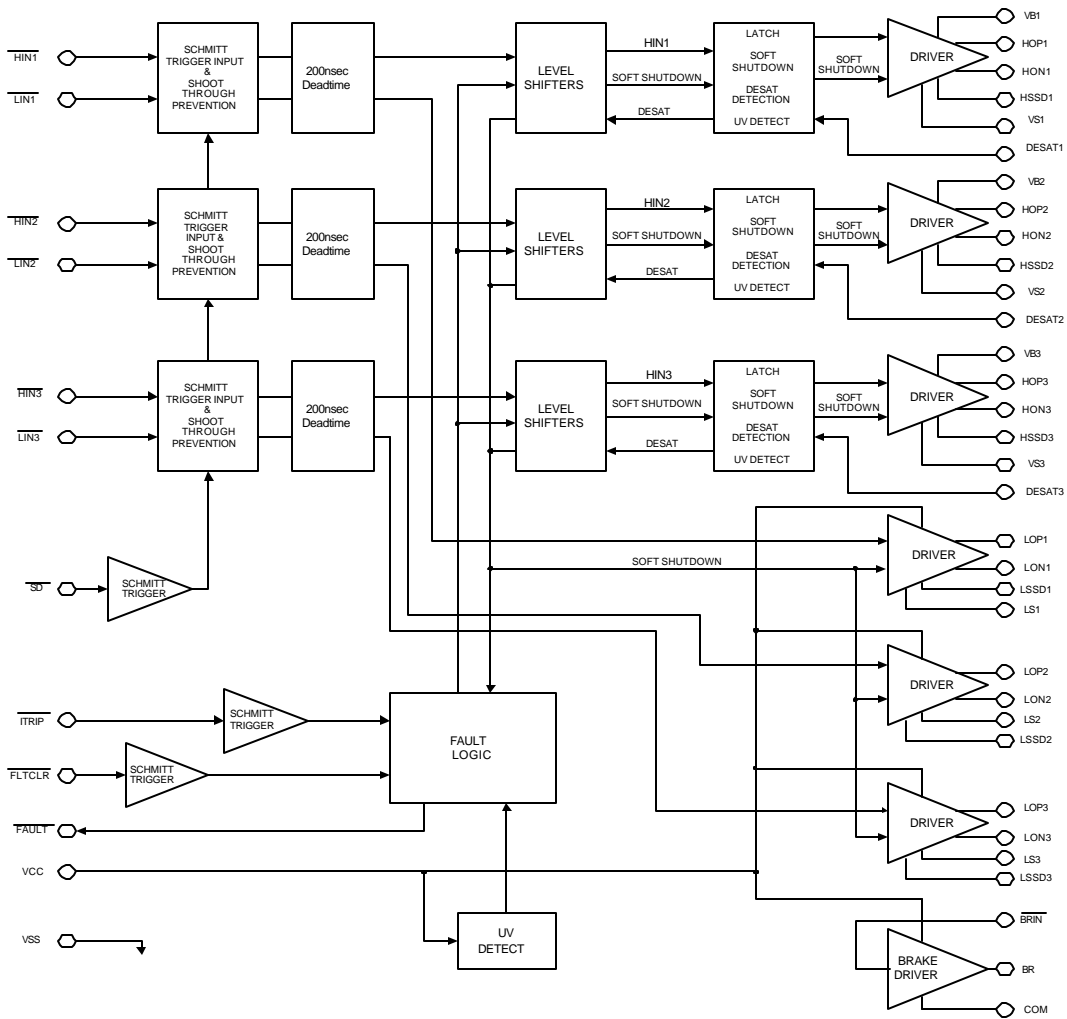 HIN1
LIN1
SCHMITT
TRIGGER INPUT
&
SHOOT
THROUGH
PREVENTION
200nsec
Deadtime
LEVEL
SHIFTERS
HIN1
SOFT SHUTDOWN
DESAT
LATCH
SOFT
SHUTDOWN
DESAT
DETECTION
UV DETECT
SOFT
SHUTDOWN
DRIVER
VB1
HOP1
HON1
HSSD1
VS1
DESAT1
HIN2
LIN2
SCHMITT
TRIGGER
INPUT &
SHOOT
THROUGH
PREVENTION
200nsec
Deadtime
LEVEL
SHIFTERS
HIN2
SOFT SHUTDOWN
DESAT
LATCH
SOFT
SHUTDOWN
DESAT
DETECTION
UV DETECT
SOFT
SHUTDOWN
DRIVER
VB2
HOP2
HON2
HSSD2
VS2
DESAT2
HIN3
LIN3
SCHMITT
TRIGGER INPUT
&
SHOOT
THROUGH
PREVENTION
200nsec
Deadtime
LEVEL
SHIFTERS
HIN3
SOFT SHUTDOWN
DESAT
LATCH
SOFT
SHUTDOWN
DESAT
DETECTION
UV DETECT
SOFT
SHUTDOWN
DRIVER
VB3
HOP3
HON3
HSSD3
VS3
DESAT3
SD
SCHMITT
TRIGGER
SOFT SHUTDOWN
DRIVER
LOP1
LON1
LSSD1
LS1
DRIVER
LOP2
LON2
LS2
LSSD2
ITRIP
SCHMITT
TRIGGER
FLTCLR
SCHMITT
TRIGGER
FAULT
LOGIC
FAULT
DRIVER
LOP3
LON3
LS3
LSSD3
VCC
UV
DETECT
VSS
BRAKE
DRIVER
BRIN
BR
COM